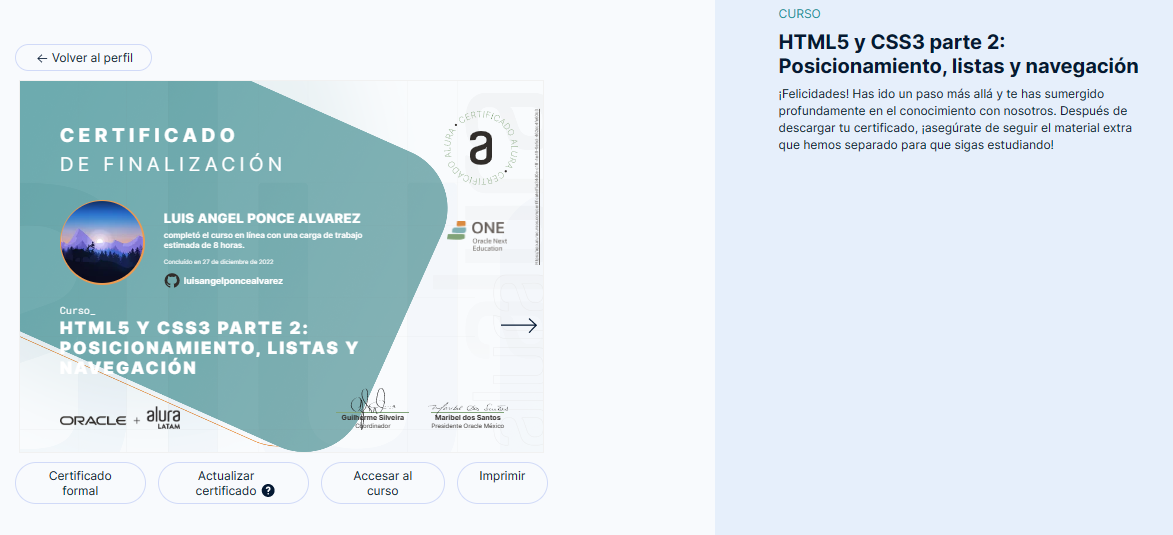 ← Volver al perfil
CERTIFICADO
DE FINALIZACIÓN
CERTIFICADO ALURA • CERTIFICADO ALURA •
a
LUIS ANGEL PONCE ALVAREZ
completó el curso en línea con una carga de trabajo
estimada de 8 horas.
Concluido en 27 de diciembre de 2022
luisangelponcealvarez
ONE
Oracle Next
Education
Curso_
HTML5 Y CSS3 PARTE 2:
POSICIONAMIENTO, LISTAS Y
NAVEGACIÓN
ORACLE + alura
LATAM
Guilherme Silveira
Coordinador
Maribel dos Santos
Presidente Oracle México
Certificado
formal
Actualizar
certificado ?
Accesar al
curso
Imprimir
CURSO
HTML5 y CSS3 parte 2:
Posicionamiento, listas y navegación
¡Felicidades! Has ido un paso más allá y te has sumergido
profundamente en el conocimiento con nosotros. Después de
descargar tu certificado, ¡asegúrate de seguir el material extra
que hemos separado para que sigas estudiando!